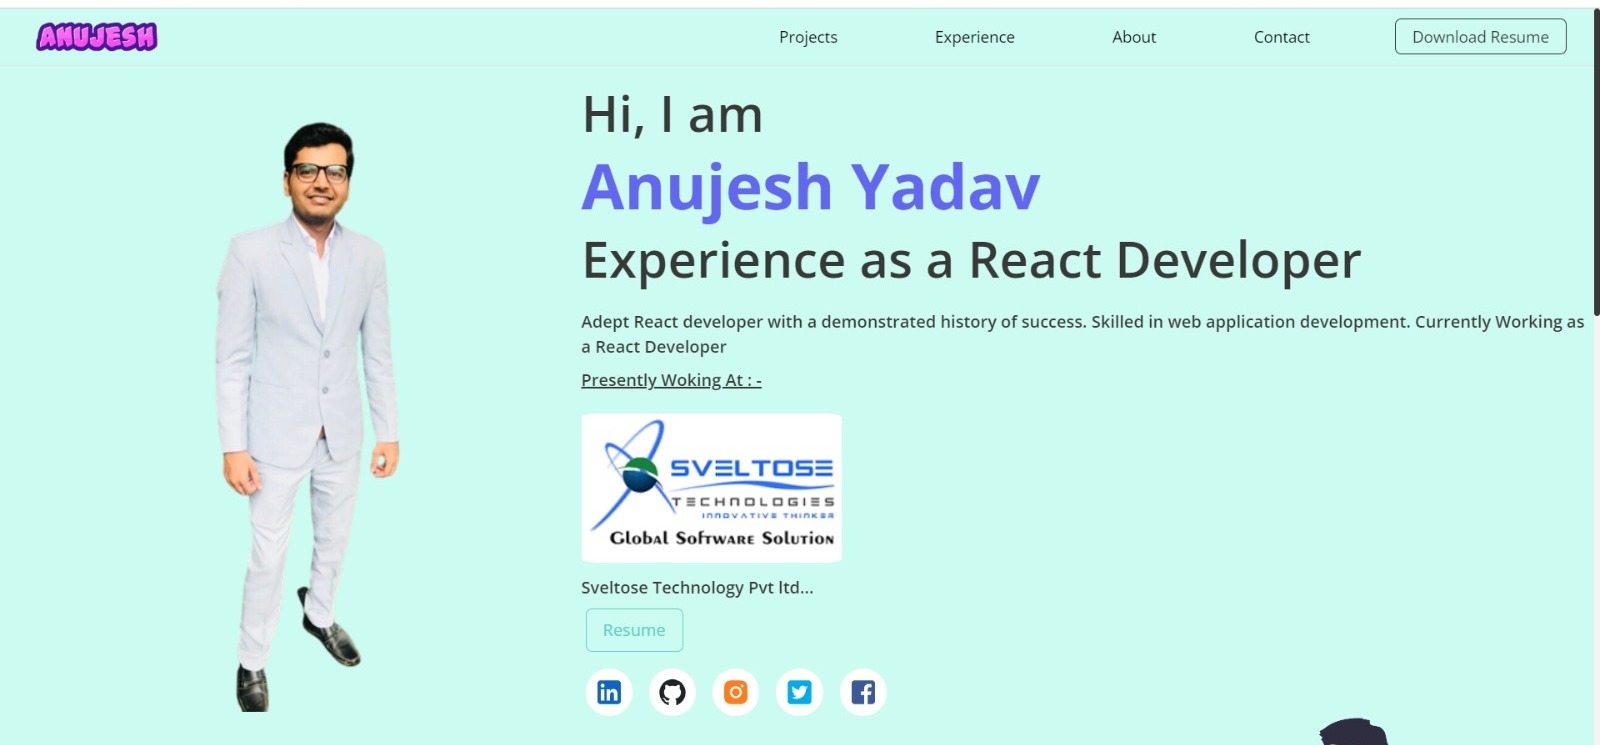 ANUJESH
Projects
Experience
About
Contact
Download Resume
Hi, I am
Anujesh Yadav
Experience as a React Developer
Adept React developer with a demonstrated history of success. Skilled in web application development. Currently Working as
a React Developer
Presently Woking At : -
SVELTOSE
TECHNOLOGIES
INNOVATIVE THINKER
Global Software Solution
Sveltose Technology Pvt ltd...
Resume